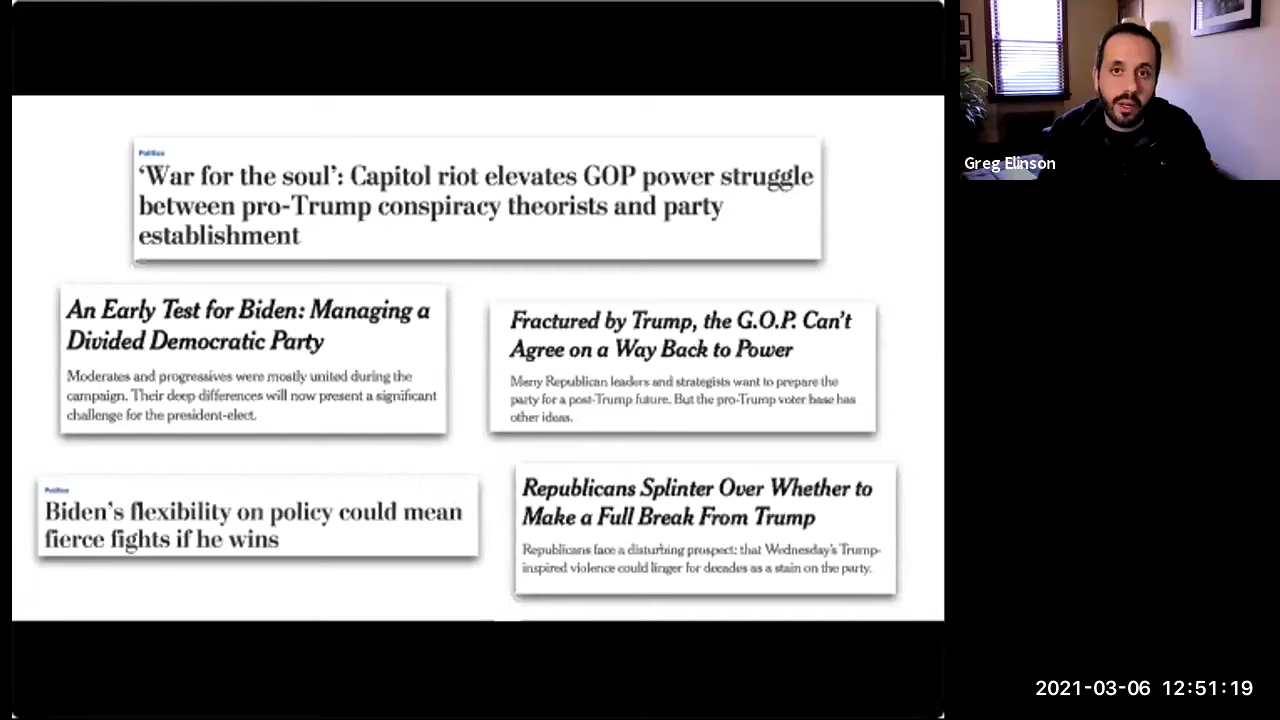 Politics
‘War for the soul’: Capitol riot elevates GOP power struggle
between pro-Trump conspiracy theorists and party
establishment
An Early Test for Biden: Managing a
Divided Democratic Party
Moderates and progressives were mostly united during the
campaign. Their deep differences will now present a significant
challenge for the president-elect.
Fractured by Trump, the G.O.P. Can’t
Agree on a Way Back to Power
Many Republican leaders and strategists want to prepare the
party for a post-Trump future. But the pro-Trump voter base has
other ideas.
Politics
Biden’s flexibility on policy could mean
fierce fights if he wins
Republicans Splinter Over Whether to
Make a Full Break From Trump
Republicans face a disturbing prospect: that Wednesday’s Trump-
inspired violence could linger for decades as a stain on the party.
Greg Elinson
2021-03-06 12:51:19